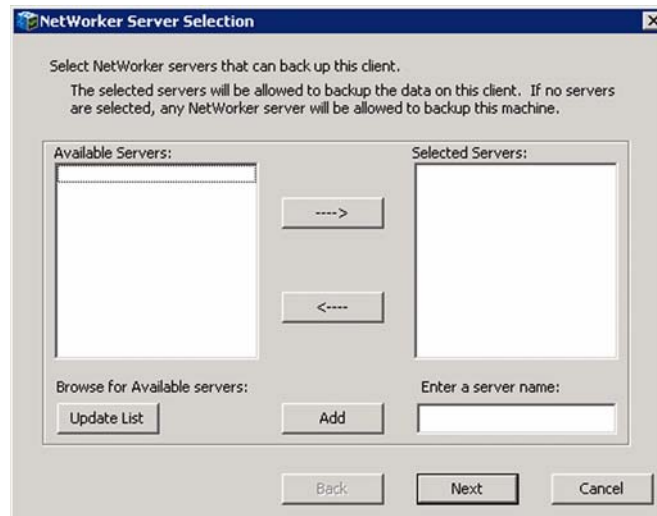 NetWorker Server Selection
Select NetWorker servers that can back up this client.
The selected servers will be allowed to backup the data on this client. If no servers
are selected, any NetWorker server will be allowed to backup this machine.
Available Servers:
Selected Servers:
---->
<----
Browse for Available servers:
Enter a server name:
Update List
Add
Back
Next
Cancel